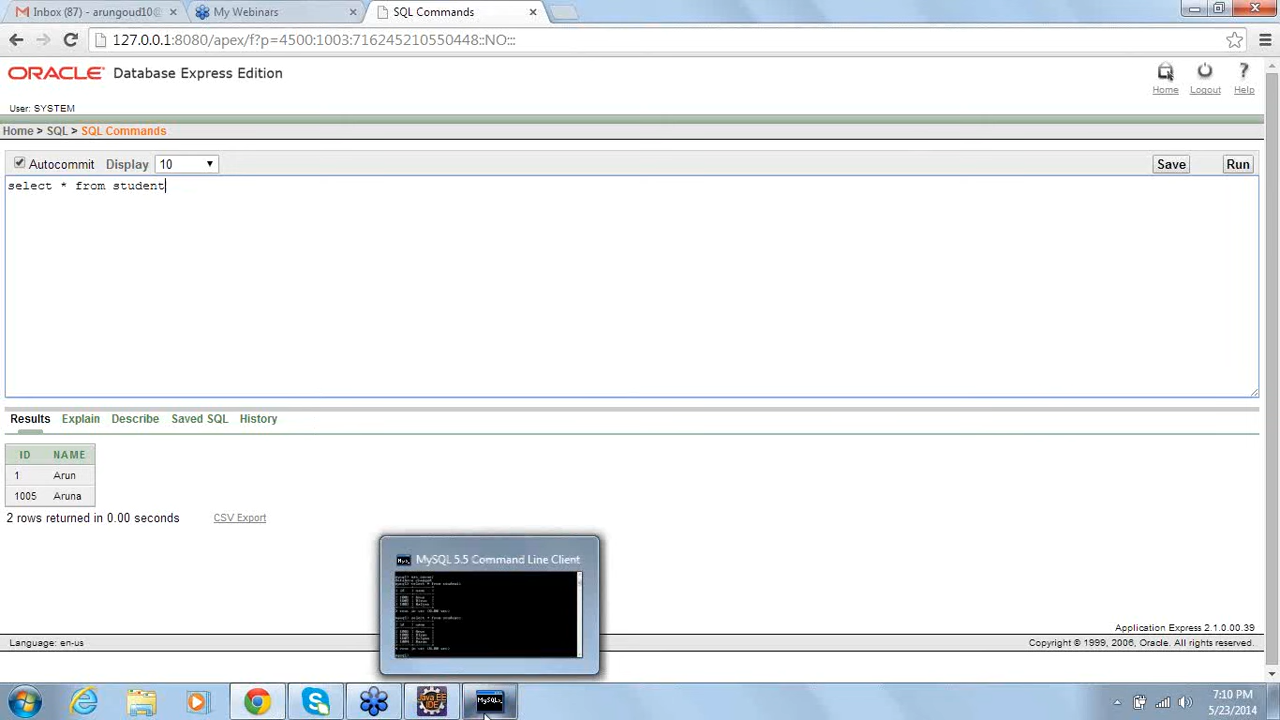 Inbox (87) - arungoud10@
My Webinars
SQL Commands
127.0.0.1:8080/apex/f?p=4500:1003:716245210550448::NO:::
ORACLE Database Express Edition
Home Logout Help
User: SYSTEM
Home > SQL > SQL Commands
Autocommit Display 10 Save Run
select * from student
Results Explain Describe Saved SQL History
ID NAME
1 Arun
1005 Aruna
2 rows returned in 0.00 seconds CSV Export
MySQL 5.5 Command Line Client
Language: en-us
Express 2.1.0.00.39
Oracle. All rights reserved.
Java EE
IDE
MySQL
7:10 PM
5/23/2014